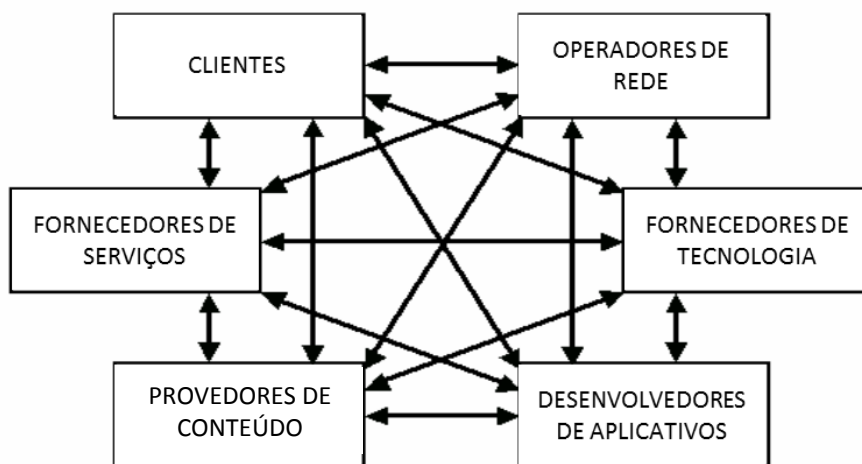 CLIENTES
OPERADORES DE
REDE
FORNECEDORES DE
SERVIÇOS
FORNECEDORES DE
TECNOLOGIA
PROVEDORES DE
CONTEÚDO
DESENVOLVEDORES
DE APLICATIVOS